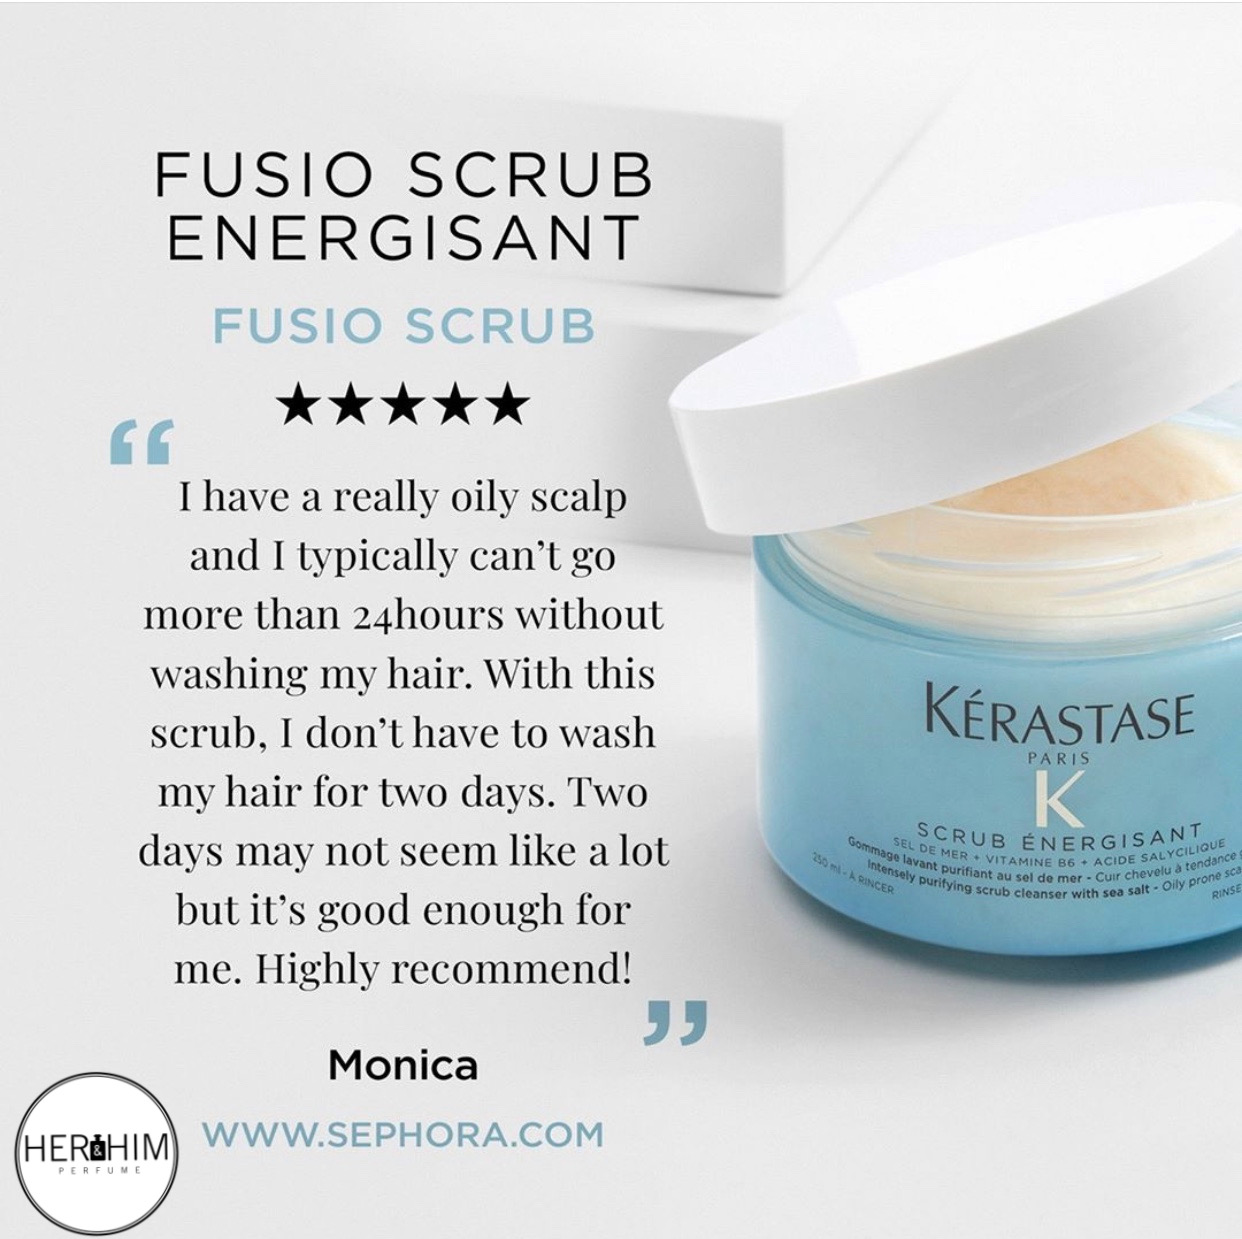 FUSIO SCRUB
ENERGISANT
FUSIO SCRUB
★★★★★
“
I have a really oily scalp
and I typically can’t go
more than 24hours without
washing my hair. With this
scrub, I don’t have to wash
my hair for two days. Two
days may not seem like a lot
but it’s good enough for
me. Highly recommend!
”
Monica
WWW.SEPHORA.COM
HER&HIM
PERFUME
KÉRASTASE
PARIS
K
SCRUB ÉNERGISANT
SEL DE MER + VITAMINE B6 + ACIDE SALYCILIQUE
Gommage lavant purifiant au sel de mer - Cuir chevelu à tendance
Intensely purifying scrub cleanser with sea salt - Oily prone sca
250 ml - À RINCER
RINSE